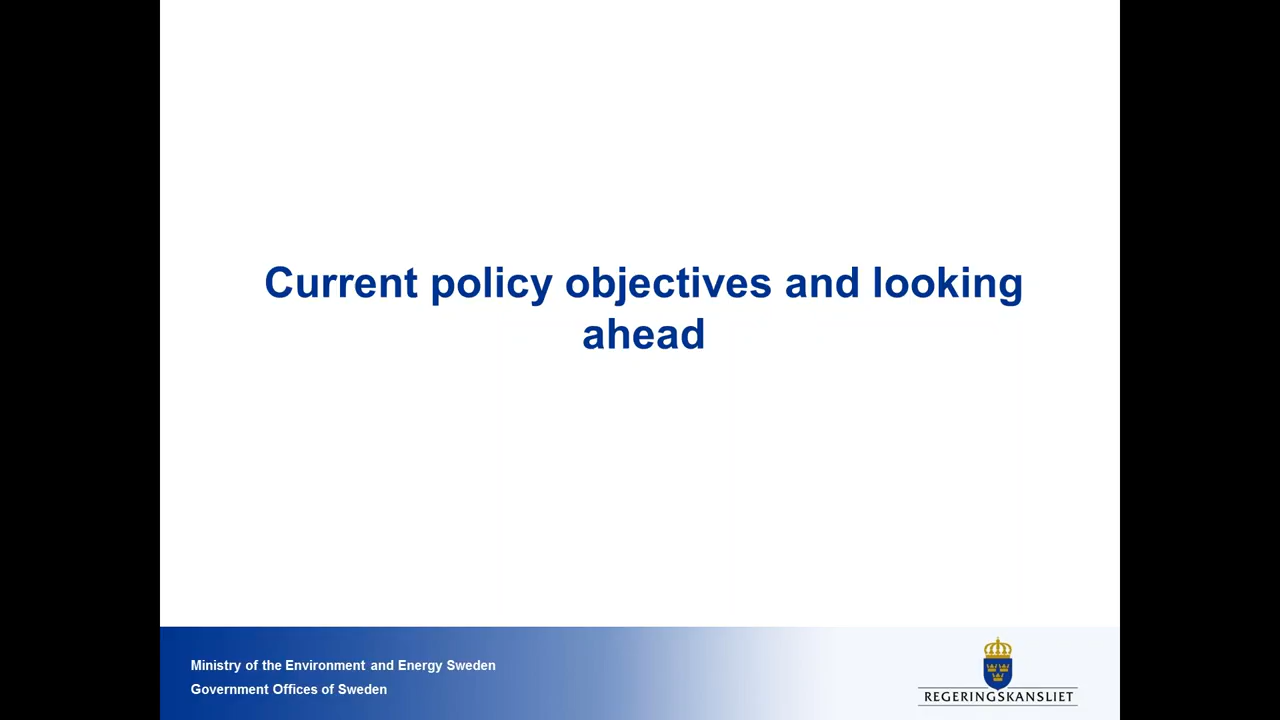 Current policy objectives and looking
ahead
Ministry of the Environment and Energy Sweden
Government Offices of Sweden
REGERINGSKANSLIET